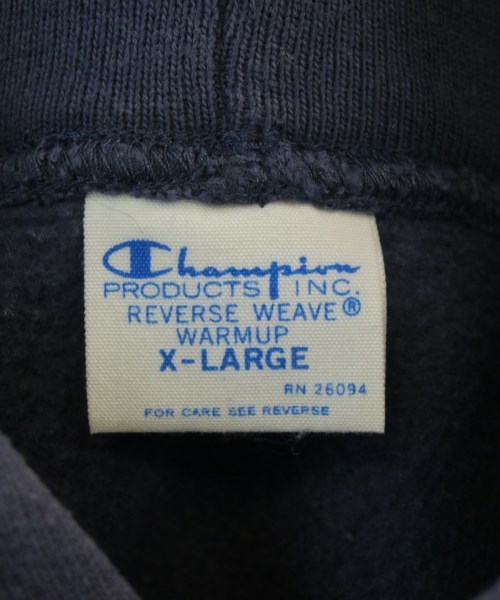 Champion
PRODUCTS INC.
REVERSE WEAVE®
WARMUP
X-LARGE
RN 26094
FOR CARE SEE REVERSE